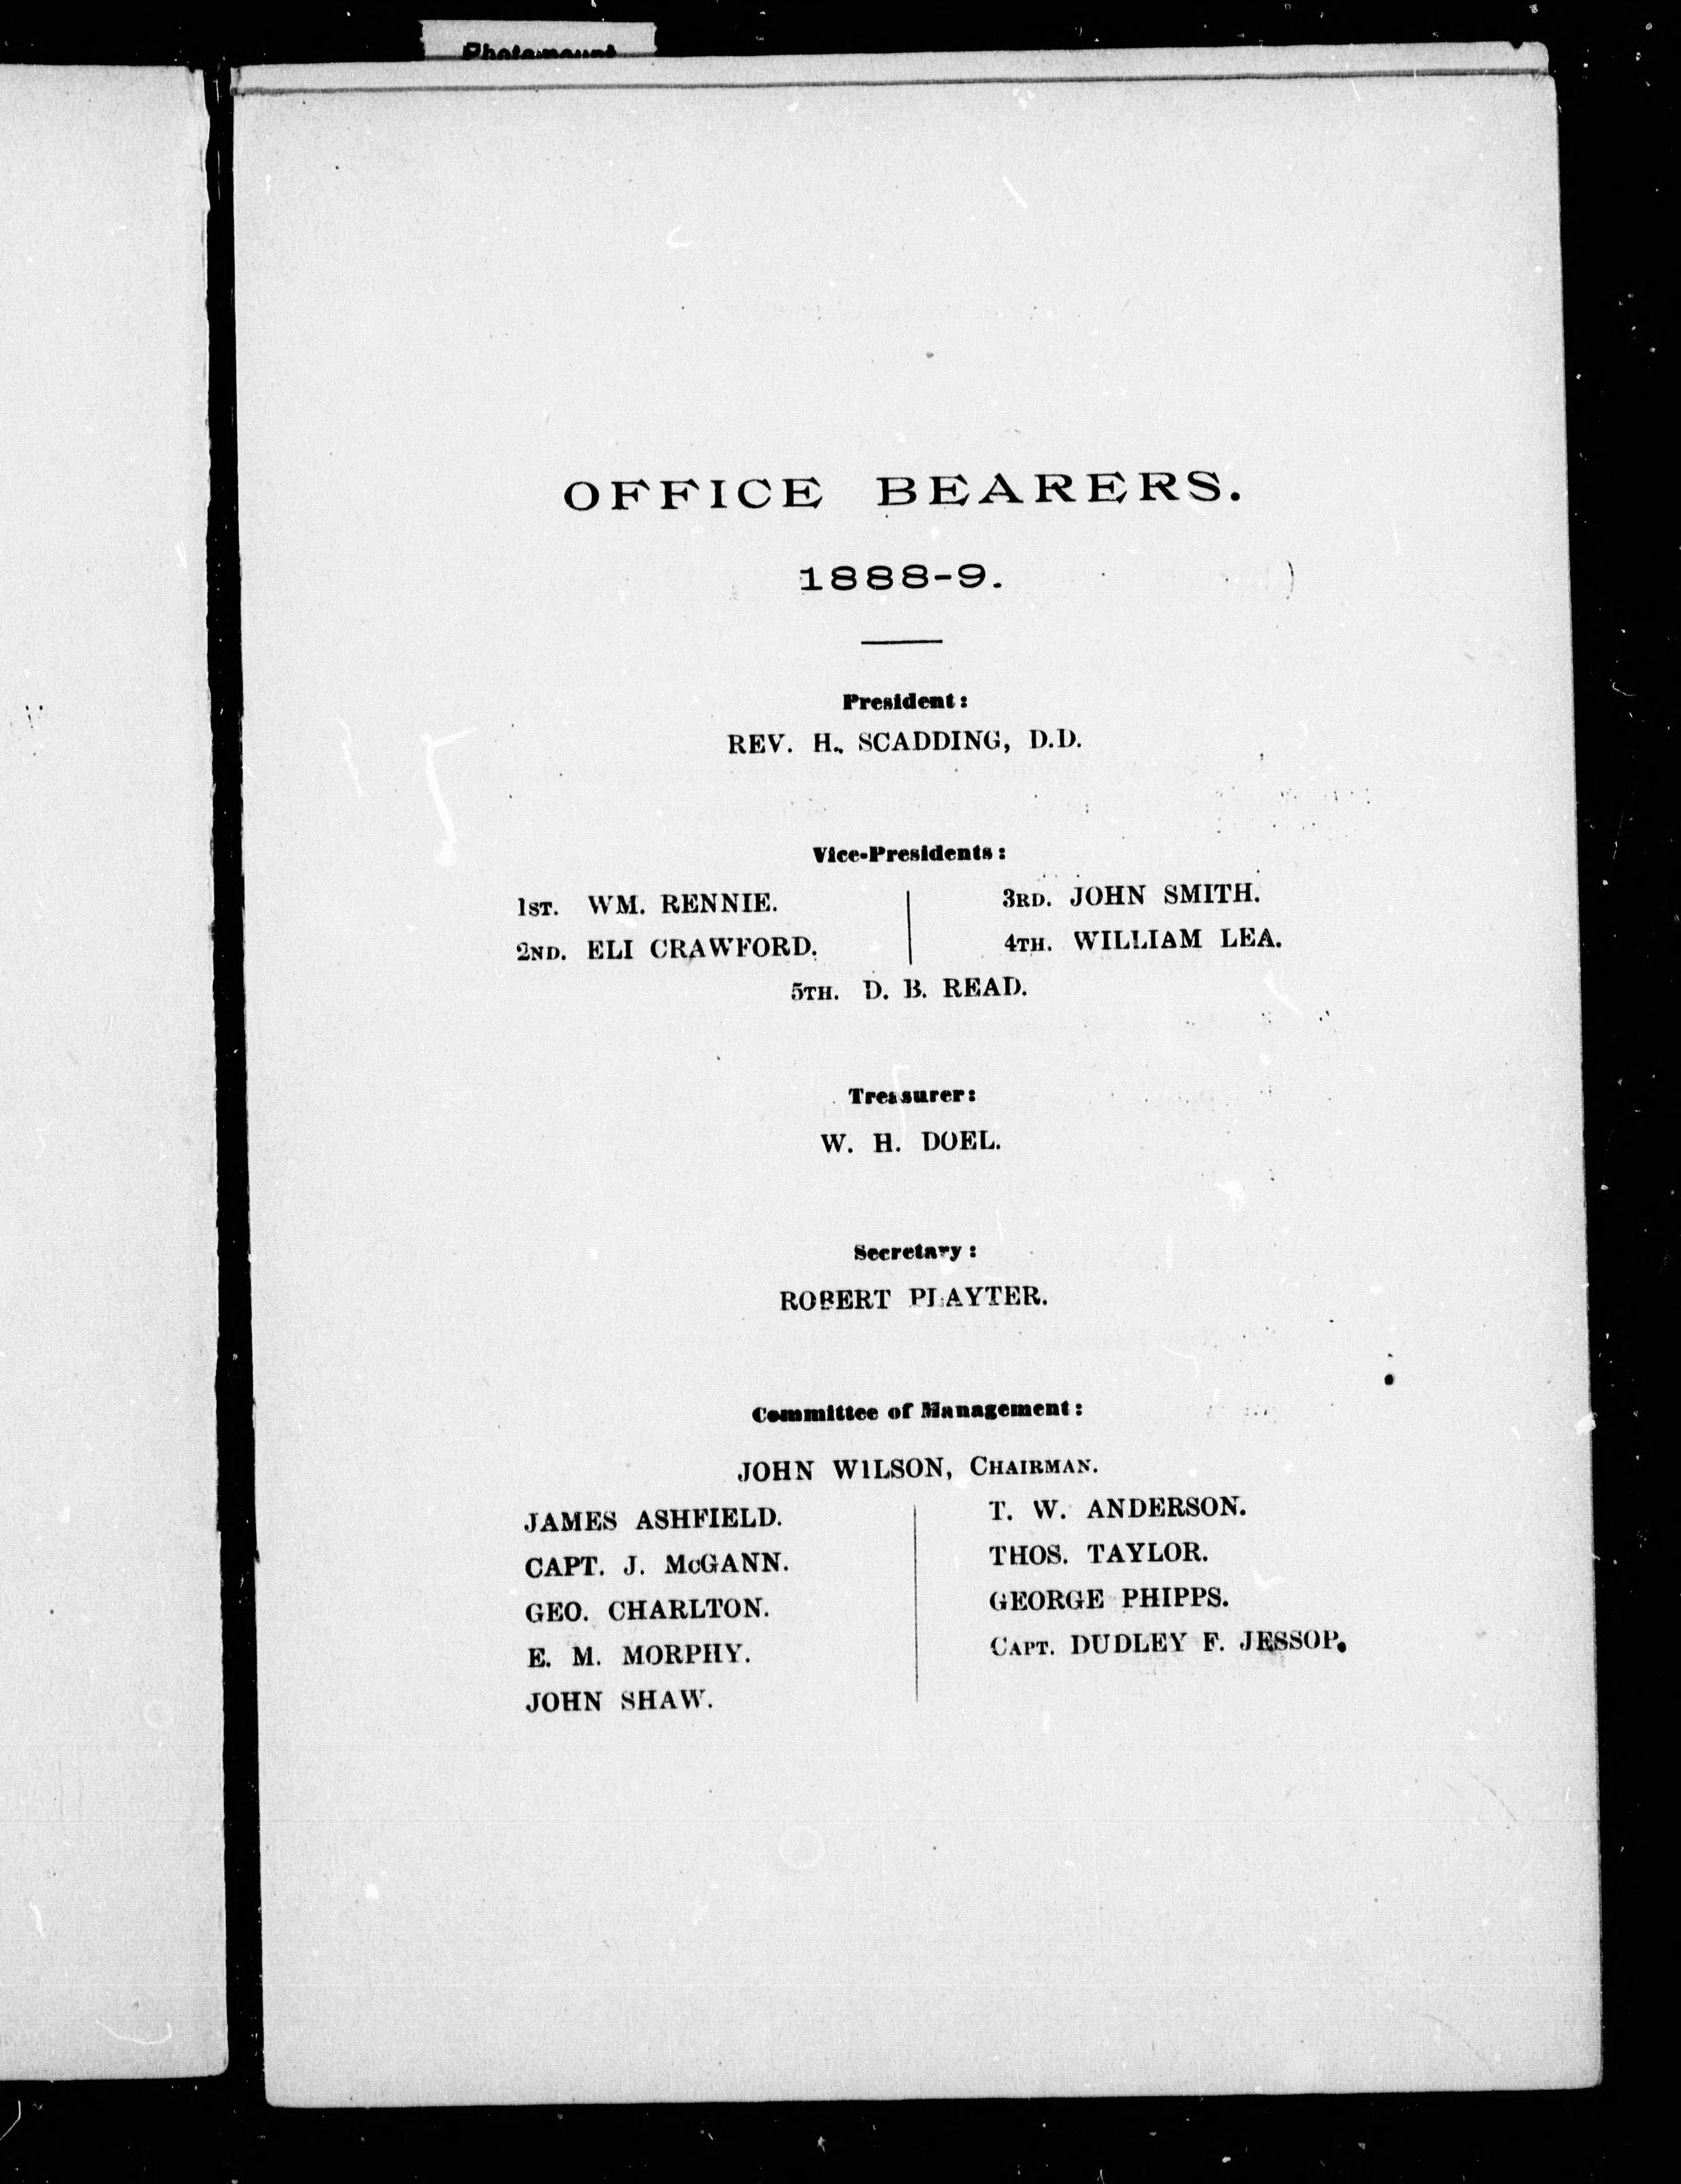 Photomount
OFFICE BEARERS.
1888-9.
President:
REV. H. SCADDING, D.D.
Vice-Presidents:
1ST. WM. RENNIE.
2ND. ELI CRAWFORD.
3RD. JOHN SMITH.
4TH. WILLIAM LEA.
5TH. D. B. READ.
Treasurer:
W. H. DOEL.
Secretary:
ROBERT PLAYTER.
Committee of Management:
JOHN WILSON, CHAIRMAN.
JAMES ASHFIELD.
CAPT. J. McGANN.
GEO. CHARLTON.
E. M. MORPHY.
JOHN SHAW.
T. W. ANDERSON.
THOS. TAYLOR.
GEORGE PHIPPS.
CAPT. DUDLEY F. JESSOP.